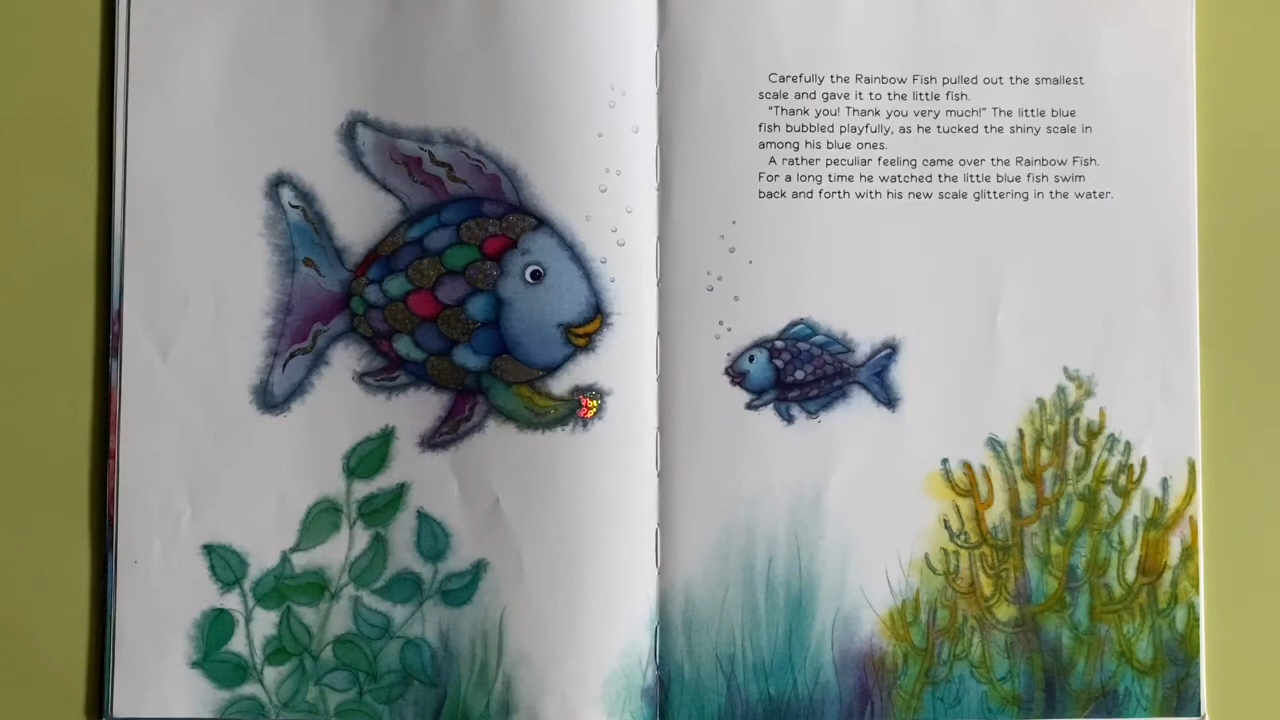 Carefully the Rainbow Fish pulled out the smallest
scale and gave it to the little fish.
“Thank you! Thank you very much!” The little blue
fish bubbled playfully, as he tucked the shiny scale in
among his blue ones.
A rather peculiar feeling came over the Rainbow Fish.
For a long time he watched the little blue fish swim
back and forth with his new scale glittering in the water.